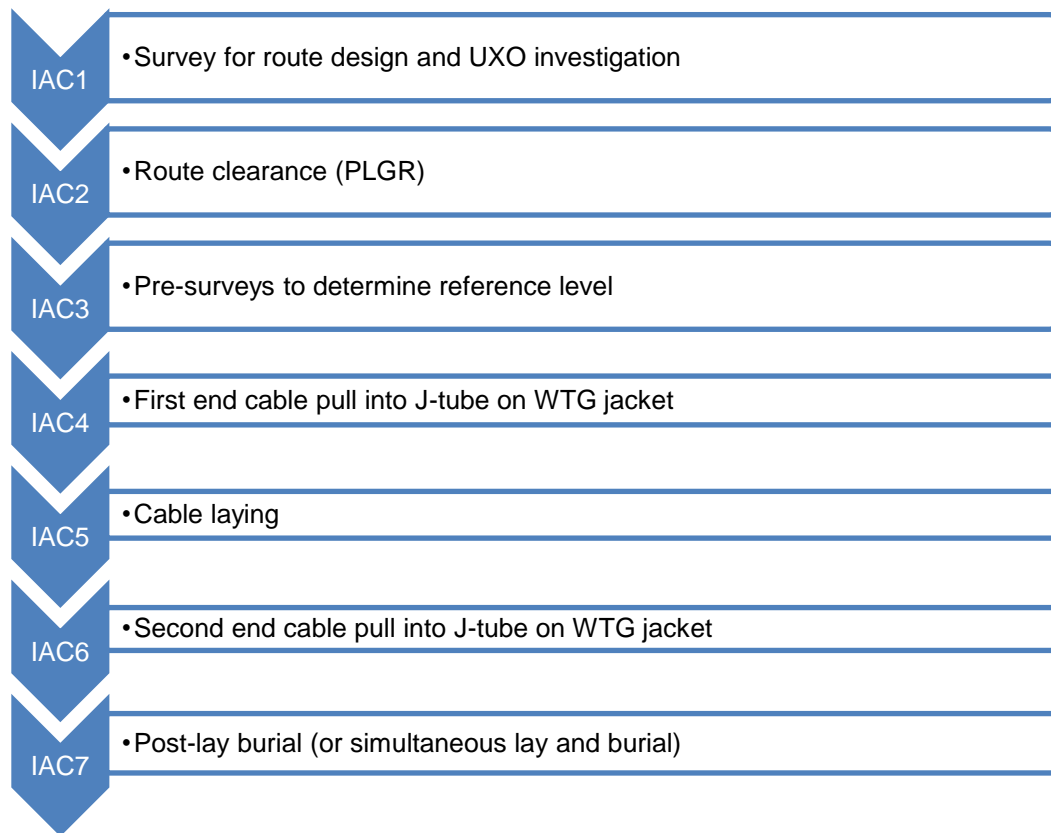 IAC1
•Survey for route design and UXO investigation
IAC2
•Route clearance (PLGR)
IAC3
•Pre-surveys to determine reference level
IAC4
•First end cable pull into J-tube on WTG jacket
IAC5
•Cable laying
IAC6
•Second end cable pull into J-tube on WTG jacket
IAC7
•Post-lay burial (or simultaneous lay and burial)